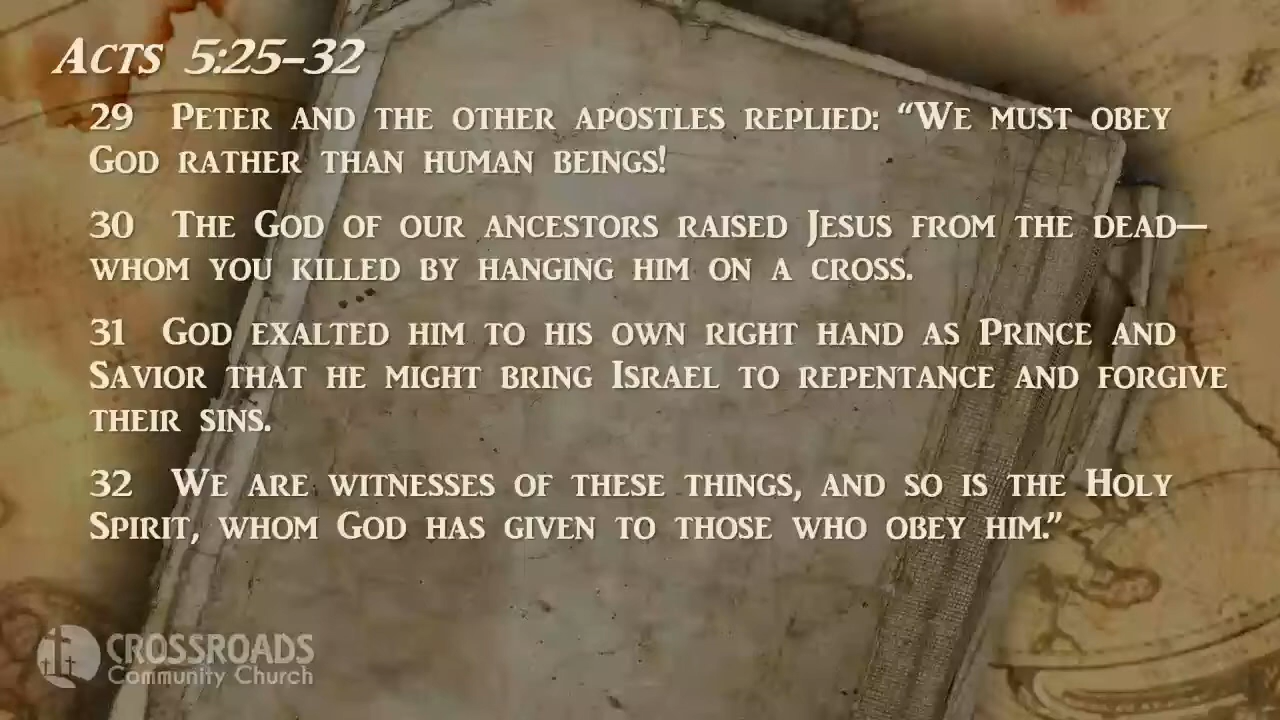 Acts 5:25-32
29 Peter and the other apostles replied: “We must obey
God rather than human beings!
30 The God of our ancestors raised Jesus from the dead—
whom you killed by hanging him on a cross.
31 God exalted him to his own right hand as Prince and
Savior that he might bring Israel to repentance and forgive
their sins.
32 We are witnesses of these things, and so is the Holy
Spirit, whom God has given to those who obey him.”
CROSSROADS
Community Church